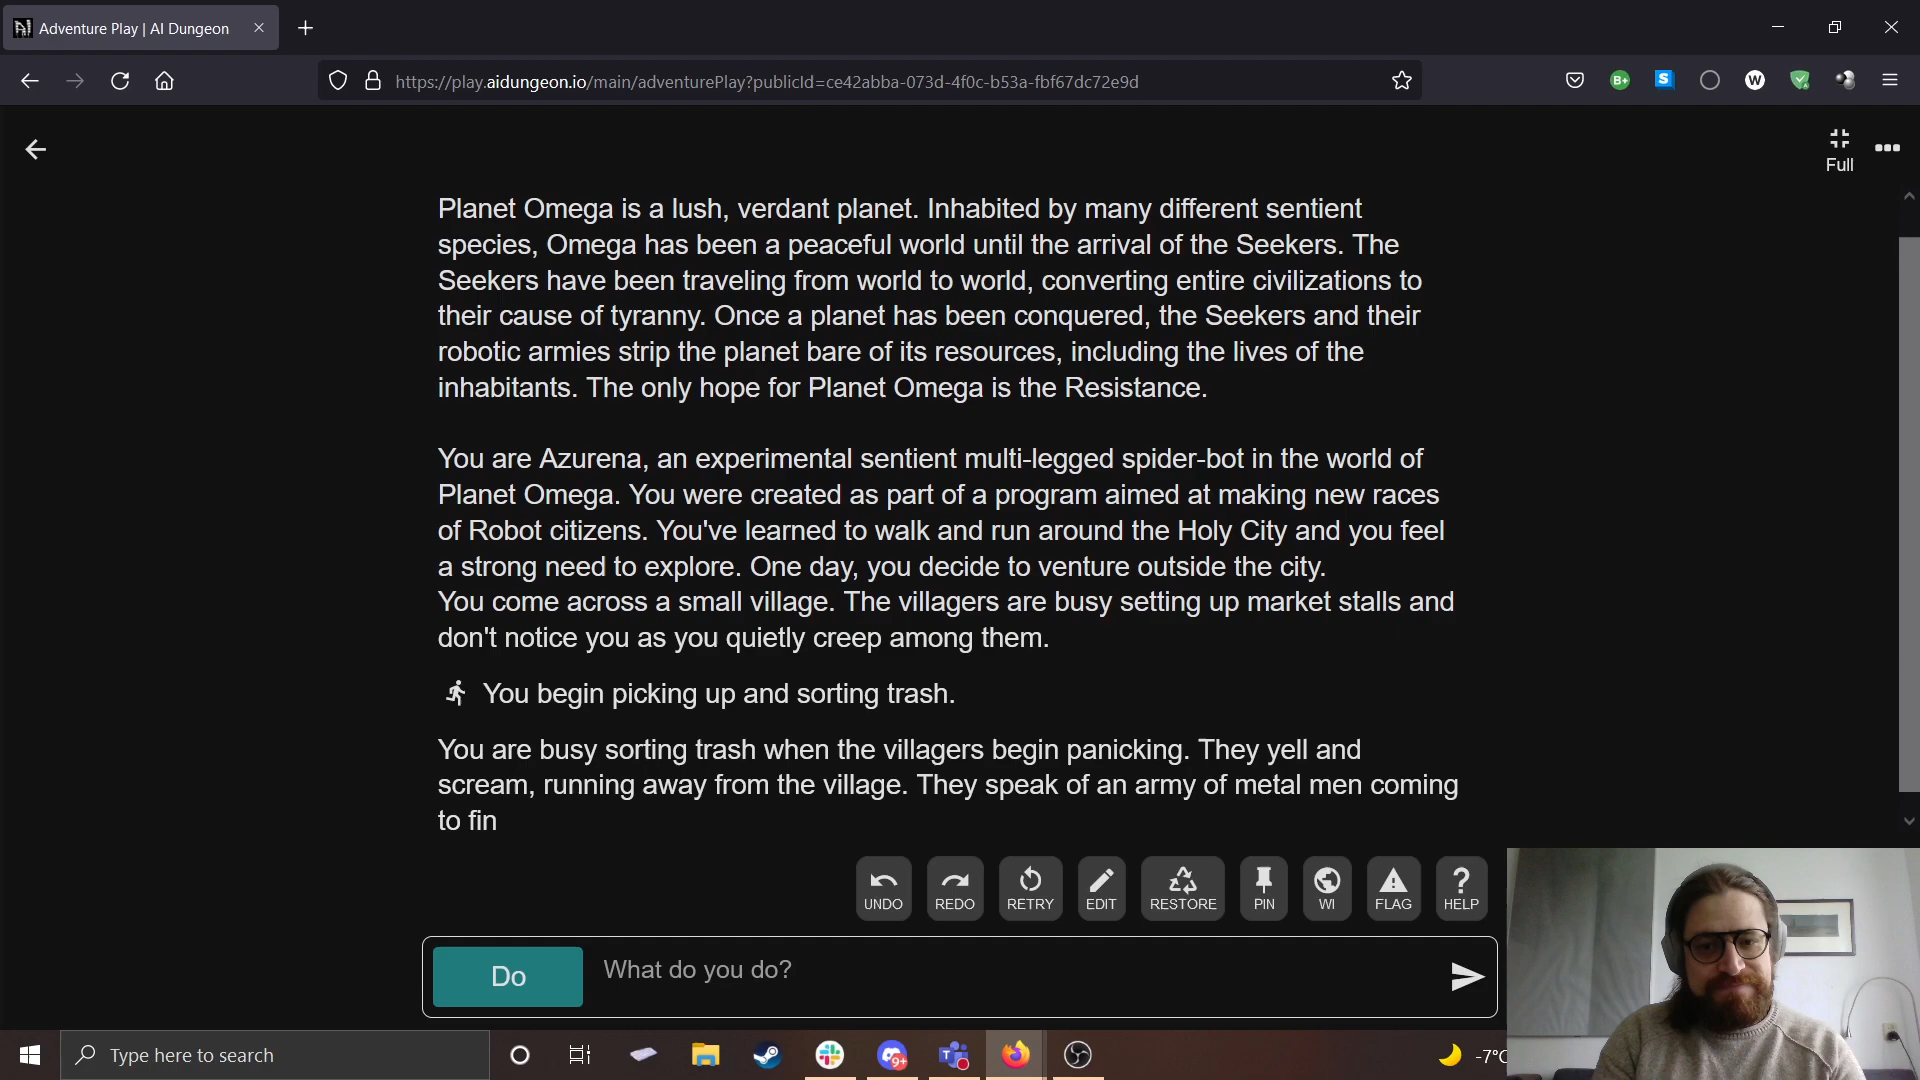 Adventure Play | AI Dungeon
https://play.aidungeon.io/main/adventurePlay?publicId=ce42abba-073d-4f0c-b53a-fbf67dc72e9d
Full
Planet Omega is a lush, verdant planet. Inhabited by many different sentient
species, Omega has been a peaceful world until the arrival of the Seekers. The
Seekers have been traveling from world to world, converting entire civilizations to
their cause of tyranny. Once a planet has been conquered, the Seekers and their
robotic armies strip the planet bare of its resources, including the lives of the
inhabitants. The only hope for Planet Omega is the Resistance.
You are Azurena, an experimental sentient multi-legged spider-bot in the world of
Planet Omega. You were created as part of a program aimed at making new races
of Robot citizens. You've learned to walk and run around the Holy City and you feel
a strong need to explore. One day, you decide to venture outside the city.
You come across a small village. The villagers are busy setting up market stalls and
don't notice you as you quietly creep among them.
You begin picking up and sorting trash.
You are busy sorting trash when the villagers begin panicking. They yell and
scream, running away from the village. They speak of an army of metal men coming
to fin
UNDO REDO RETRY EDIT RESTORE PIN WI FLAG HELP
Do What do you do?
Type here to search
9+
-7°C